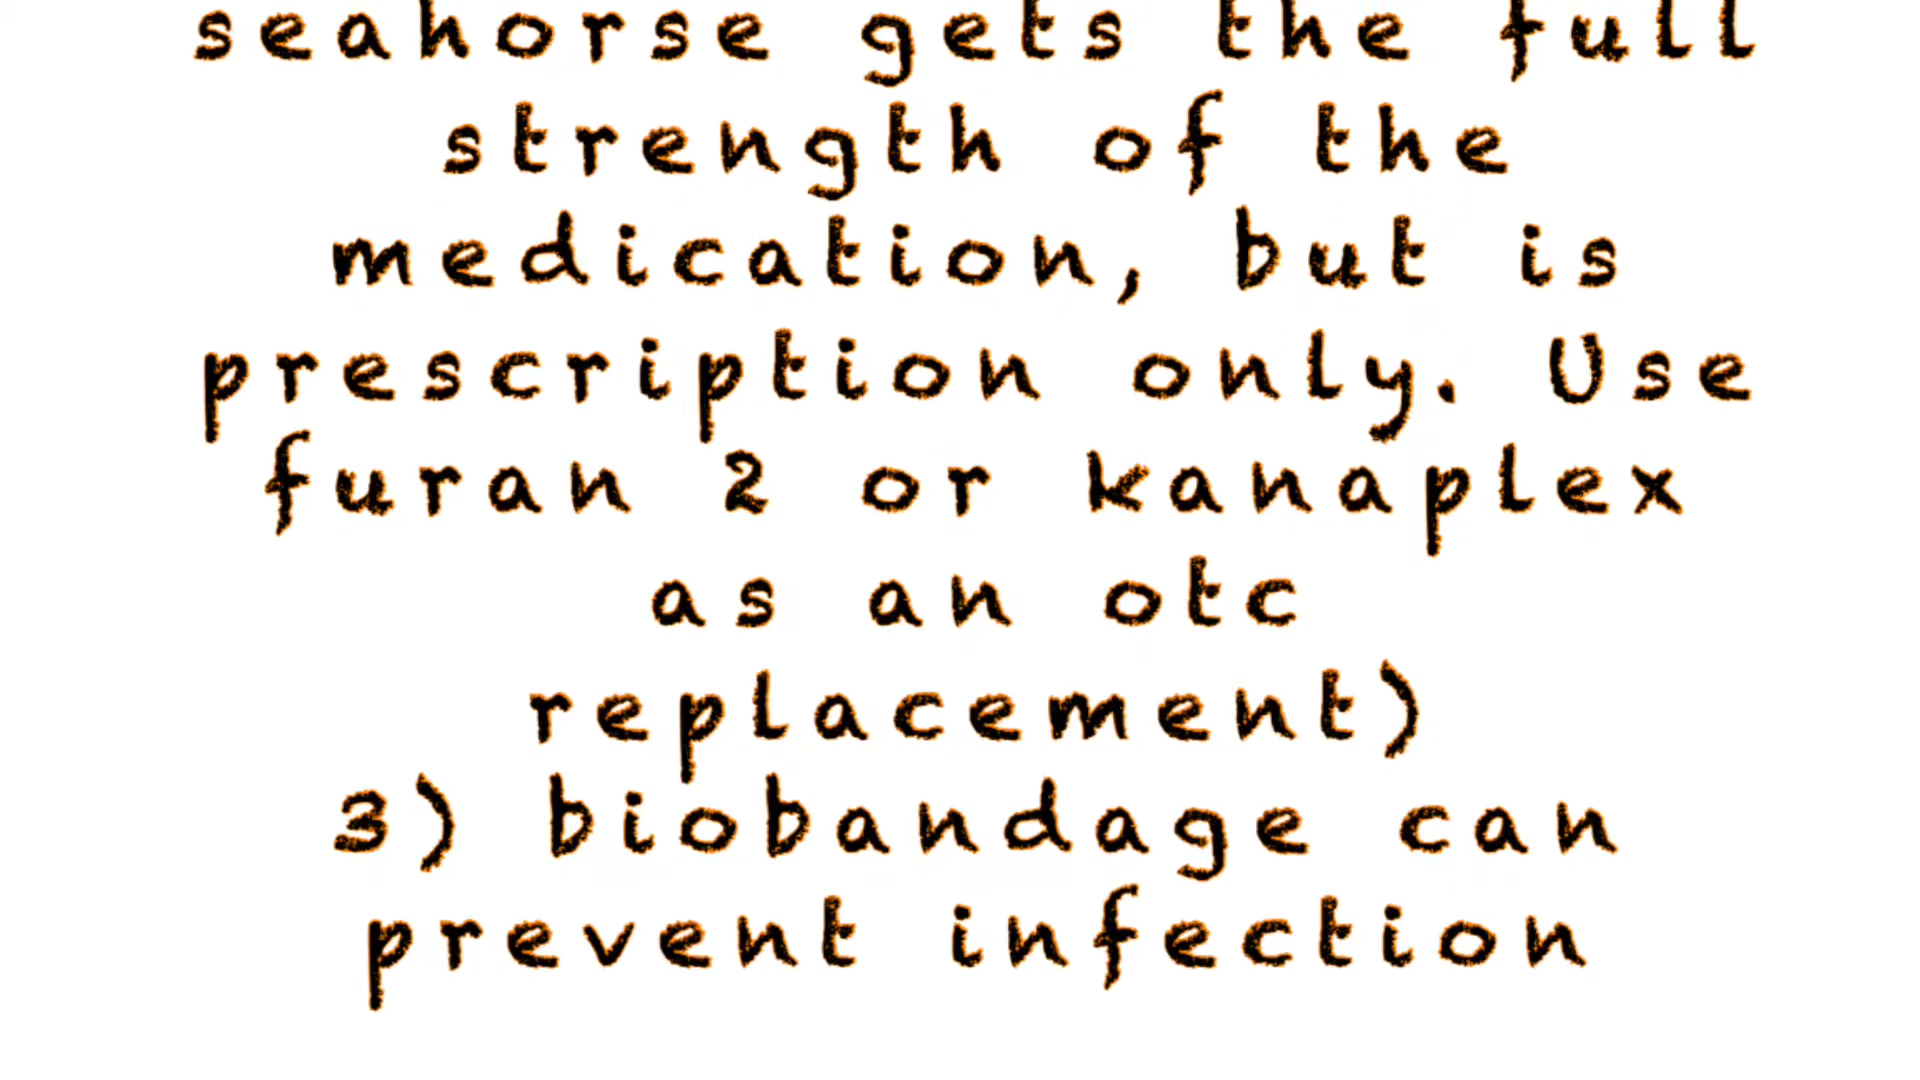 seahorse gets the full
strength of the
medication, but is
prescription only. Use
furan 2 or kanaplex
as an otc
replacement)
3) biobandage can
prevent infection